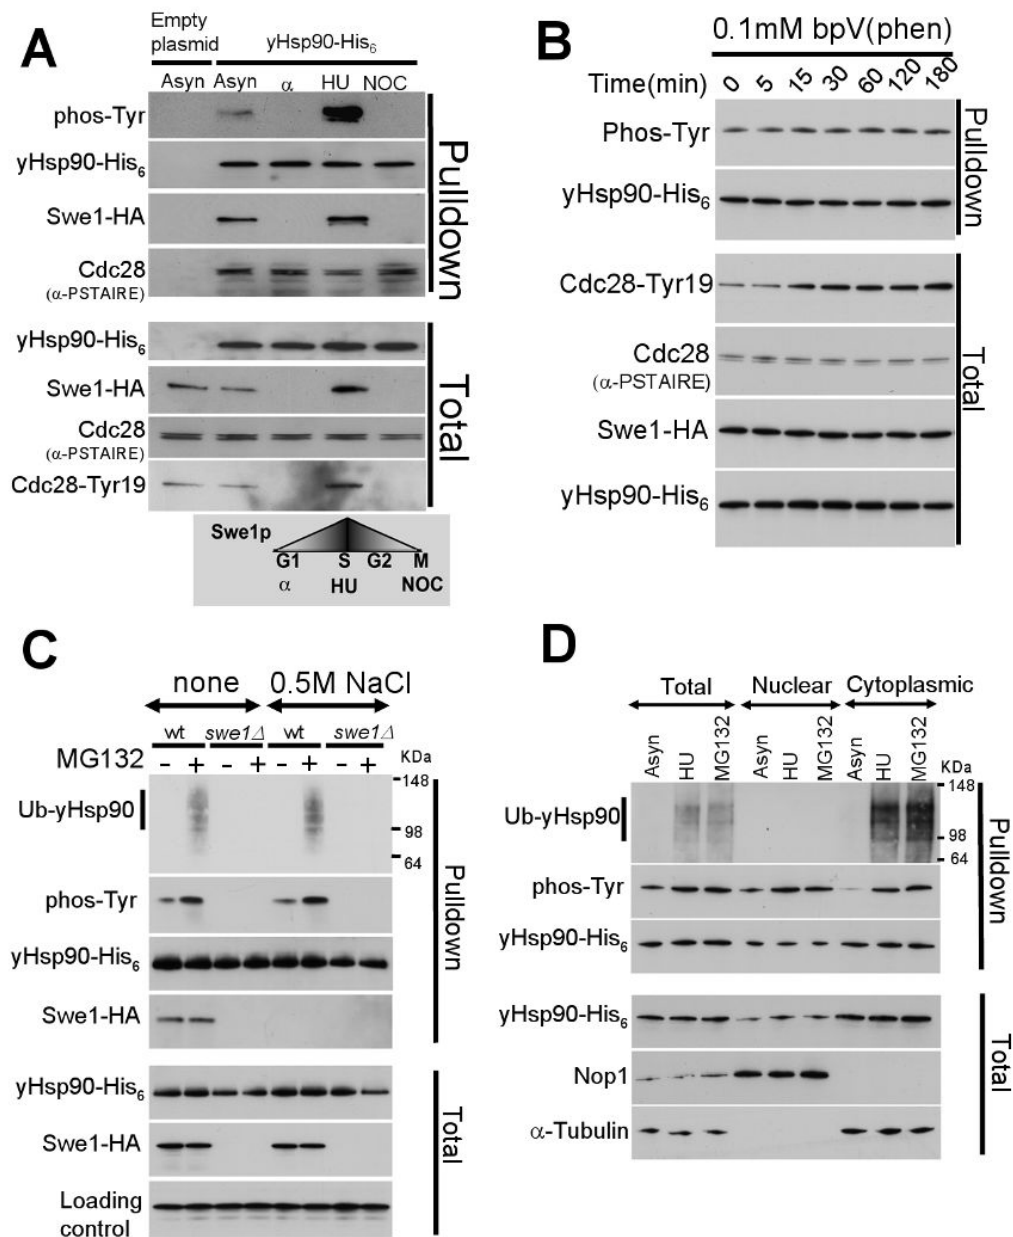 A
Empty
plasmid
yHsp90-His6
Asyn Asyn α HU NOC
phos-Tyr
yHsp90-His6
Swe1-HA
Cdc28
(α-PSTAIRE)
Pulldown
yHsp90-His6
Swe1-HA
Cdc28
(α-PSTAIRE)
Cdc28-Tyr19
Total
Swe1p
G1 S G2 M
α HU NOC
B
0.1mM bpV(phen)
Time(min) 0 5 15 30 60 120 180
Phos-Tyr
yHsp90-His6
Pulldown
Cdc28-Tyr19
Cdc28
(α-PSTAIRE)
Swe1-HA
yHsp90-His6
Total
C
none 0.5M NaCl
wt swe1Δ wt swe1Δ
MG132 - + - + - + - + KDa
Ub-yHsp90
148
98
64
phos-Tyr
yHsp90-His6
Swe1-HA
Pulldown
yHsp90-His6
Swe1-HA
Loading
control
Total
D
Total Nuclear Cytoplasmic
Asyn HU MG132 Asyn HU MG132 Asyn HU MG132 KDa
Ub-yHsp90
148
98
64
phos-Tyr
yHsp90-His6
Pulldown
yHsp90-His6
Nop1
α-Tubulin
Total